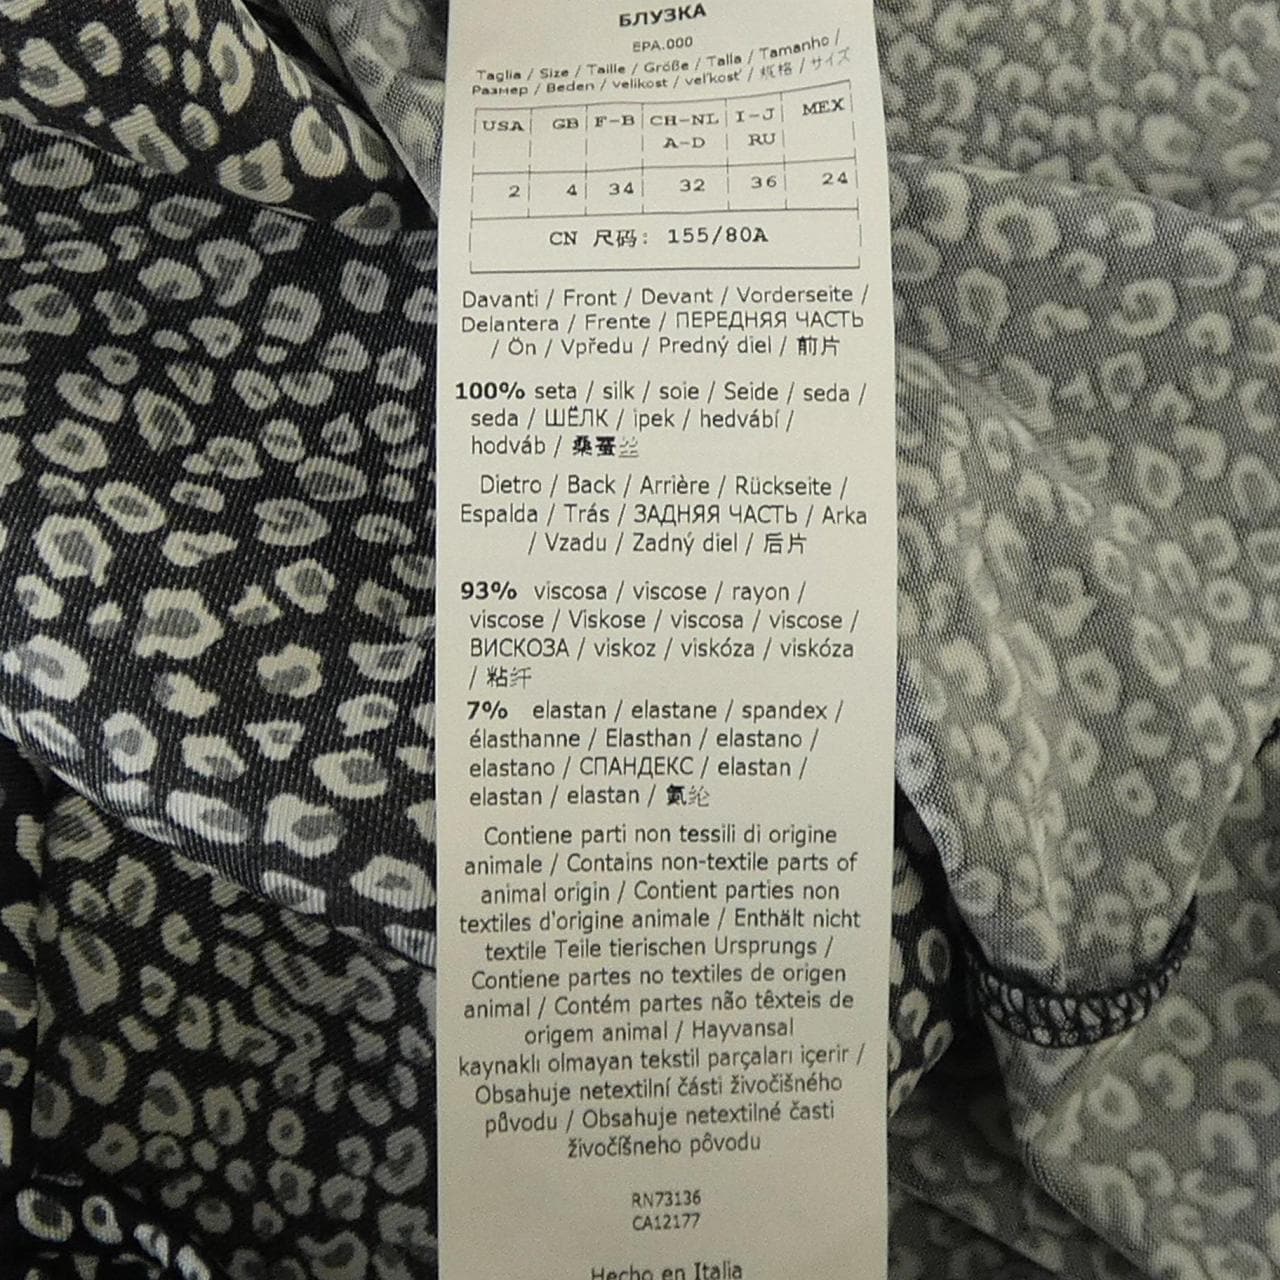 БЛУЗКА
EPA.000
Taglia / Size / Taille / Größe / Talla / Tamanho /
Размер / Beden / velikost / veľkosť / 规格 / サイズ
USA GB F-B CH-NL I-J MEX
A-D RU
2 4 34 32 36 24
CN 尺码: 155/80A
Davanti / Front / Devant / Vorderseite /
Delantera / Frente / ПЕРЕДНЯЯ ЧАСТЬ
/ Ön / Vpředu / Predný diel / 前片
100% seta / silk / soie / Seide / seda /
seda / ШЁЛК / ipek / hedvábí /
hodváb / 桑蚕丝
Dietro / Back / Arrière / Rückseite /
Espalda / Trás / ЗАДНЯЯ ЧАСТЬ / Arka
/ Vzadu / Zadný diel / 后片
93% viscosa / viscose / rayon /
viscose / Viskose / viscosa / viscose /
ВИСКОЗА / viskoz / viskóza / viskóza
/ 粘纤
7% elastan / elastane / spandex /
élasthanne / Elasthan / elastano /
elastano / СПАНДЕКС / elastan /
elastan / elastan / 氨纶
Contiene parti non tessili di origine
animale / Contains non-textile parts of
animal origin / Contient parties non
textiles d'origine animale / Enthält nicht
textile Teile tierischen Ursprungs /
Contiene partes no textiles de origen
animal / Contém partes não têxteis de
origem animal / Hayvansal
kaynaklı olmayan tekstil parçaları içerir /
Obsahuje netextilní části živočišného
původu / Obsahuje netextilné časti
živočíšneho pôvodu
RN73136
CA12177
Hecho en Italia